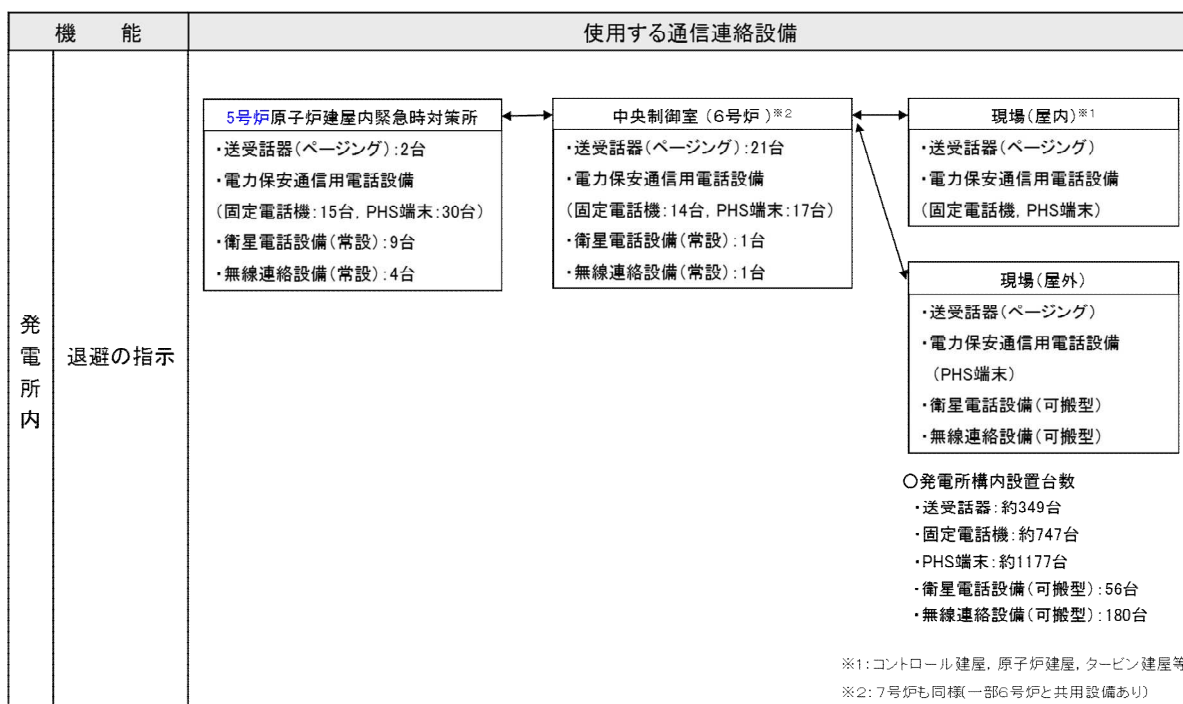 機　能
使用する通信連絡設備
発電所内
退避の指示
5号炉原子炉建屋内緊急時対策所
・送受話器(ページング):2台
・電力保安通信用電話設備
(固定電話機:15台, PHS端末:30台)
・衛星電話設備(常設):9台
・無線連絡設備(常設):4台
中央制御室(6号炉)※2
・送受話器(ページング):21台
・電力保安通信用電話設備
(固定電話機:14台, PHS端末:17台)
・衛星電話設備(常設):1台
・無線連絡設備(常設):1台
現場(屋内)※1
・送受話器(ページング)
・電力保安通信用電話設備
(固定電話機, PHS端末)
現場(屋外)
・送受話器(ページング)
・電力保安通信用電話設備
(PHS端末)
・衛星電話設備(可搬型)
・無線連絡設備(可搬型)
○発電所構内設置台数
・送受話器:約349台
・固定電話機:約747台
・PHS端末:約1177台
・衛星電話設備(可搬型):56台
・無線連絡設備(可搬型):180台
※1:コントロール建屋, 原子炉建屋, タービン建屋等
※2:7号炉も同様(一部6号炉と共用設備あり)